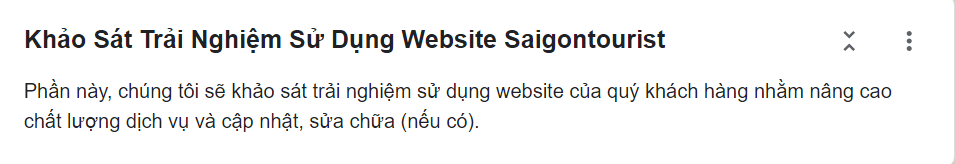 Khảo Sát Trải Nghiệm Sử Dụng Website Saigontourist
Phần này, chúng tôi sẽ khảo sát trải nghiệm sử dụng website của quý khách hàng nhằm nâng cao
chất lượng dịch vụ và cập nhật, sửa chữa (nếu có).